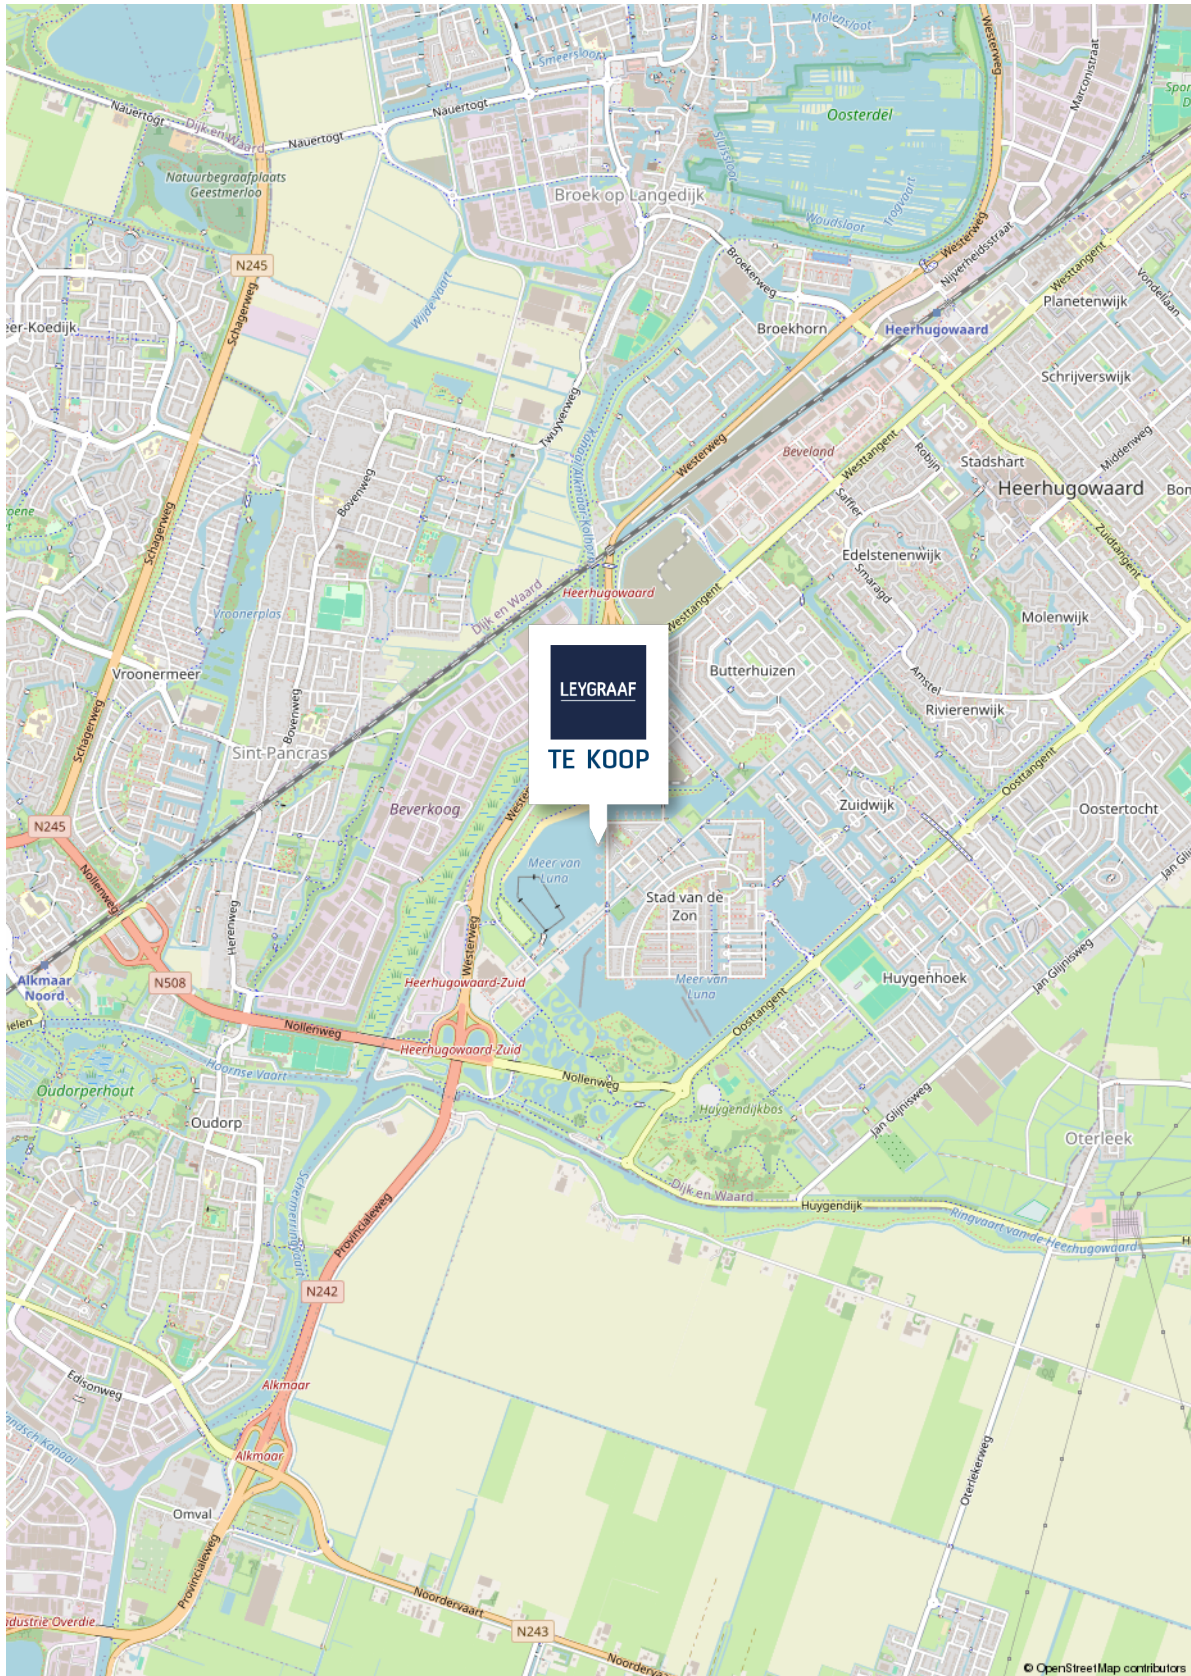 Molensloot
Westerweg
Marconistraat
Smeersloot
Nauertogt
Nauertogt
Dijk en Waard
Nauertogt
Oosterdel
Sluissloot
Natuurbegraafplaats
Geestmerloo
Broek op Langedijk
Trogvaart
Woudsloot
Westerweg
Nijverheidsstraat
Broekerweg
Westtangent
Vondellaan
N245
Planetenwijk
Wijde Vaart
Schagerweg
er-Koedijk
Broekhorn
Heerhugowaard
Schrijverswijk
Twuyverweg
Westerweg
Beveland
Westtangent
Robijn
Middenweg
Stadshart
Heerhugowaard
Bovenweg
Saffier
Schagerweg
Zuidtangent
Edelstenenwijk
Smaragd
Heerhugowaard
Dijk en Waard
Vroonerplas
Westtangent
Molenwijk
Vroonermeer
LEYGRAAF
Butterhuizen
Amstel
Rivierenwijk
Bovenweg
Schagerweg
Sint-Pancras
TE KOOP
Oosttangent
Beverkoog
Zuidwijk
Oostertocht
N245
Meer van
Luna
Nollenweg
Stad van de
Zon
Herenweg
Westerweg
Jan Glijnisweg
Alkmaar
Noord
N508
Heerhugowaard-Zuid
Meer van
Luna
Huygenhoek
Oosttangent
Nollenweg
Heerhugowaard-Zuid
Hoornse Vaart
Nollenweg
Oudorperhout
Oudorp
Huygendijkbos
Jan Glijnisweg
Oterleek
Schermerringvaart
Dijk en Waard
Huygendijk
Ringvaart van de Heerhugowaard
Provincialeweg
N242
Edisonweg
Alkmaar
Alkmaar
Omval
Oterlekerweg
Provincialeweg
Noordervaart
N243
ndustrie Overdie
© OpenStreetMap contributors